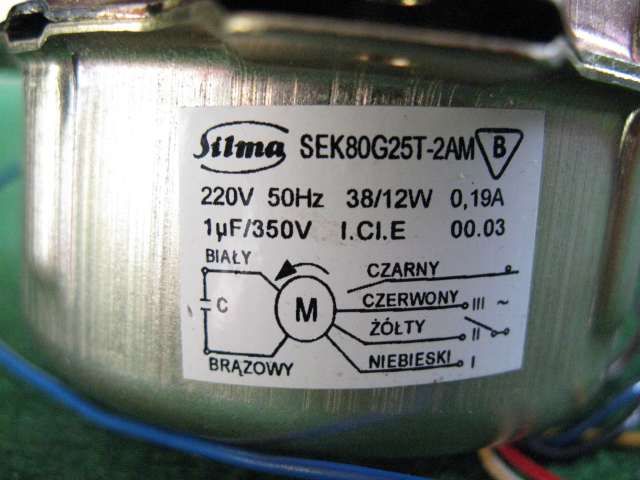 Silma SEK80G25T-2AM B
220V 50Hz 38/12W 0,19A
1µF/350V I.Cl.E 00.03
BIAŁY
CZARNY
C M CZERWONY III ~
ŻÓŁTY II
BRĄZOWY NIEBIESKI I